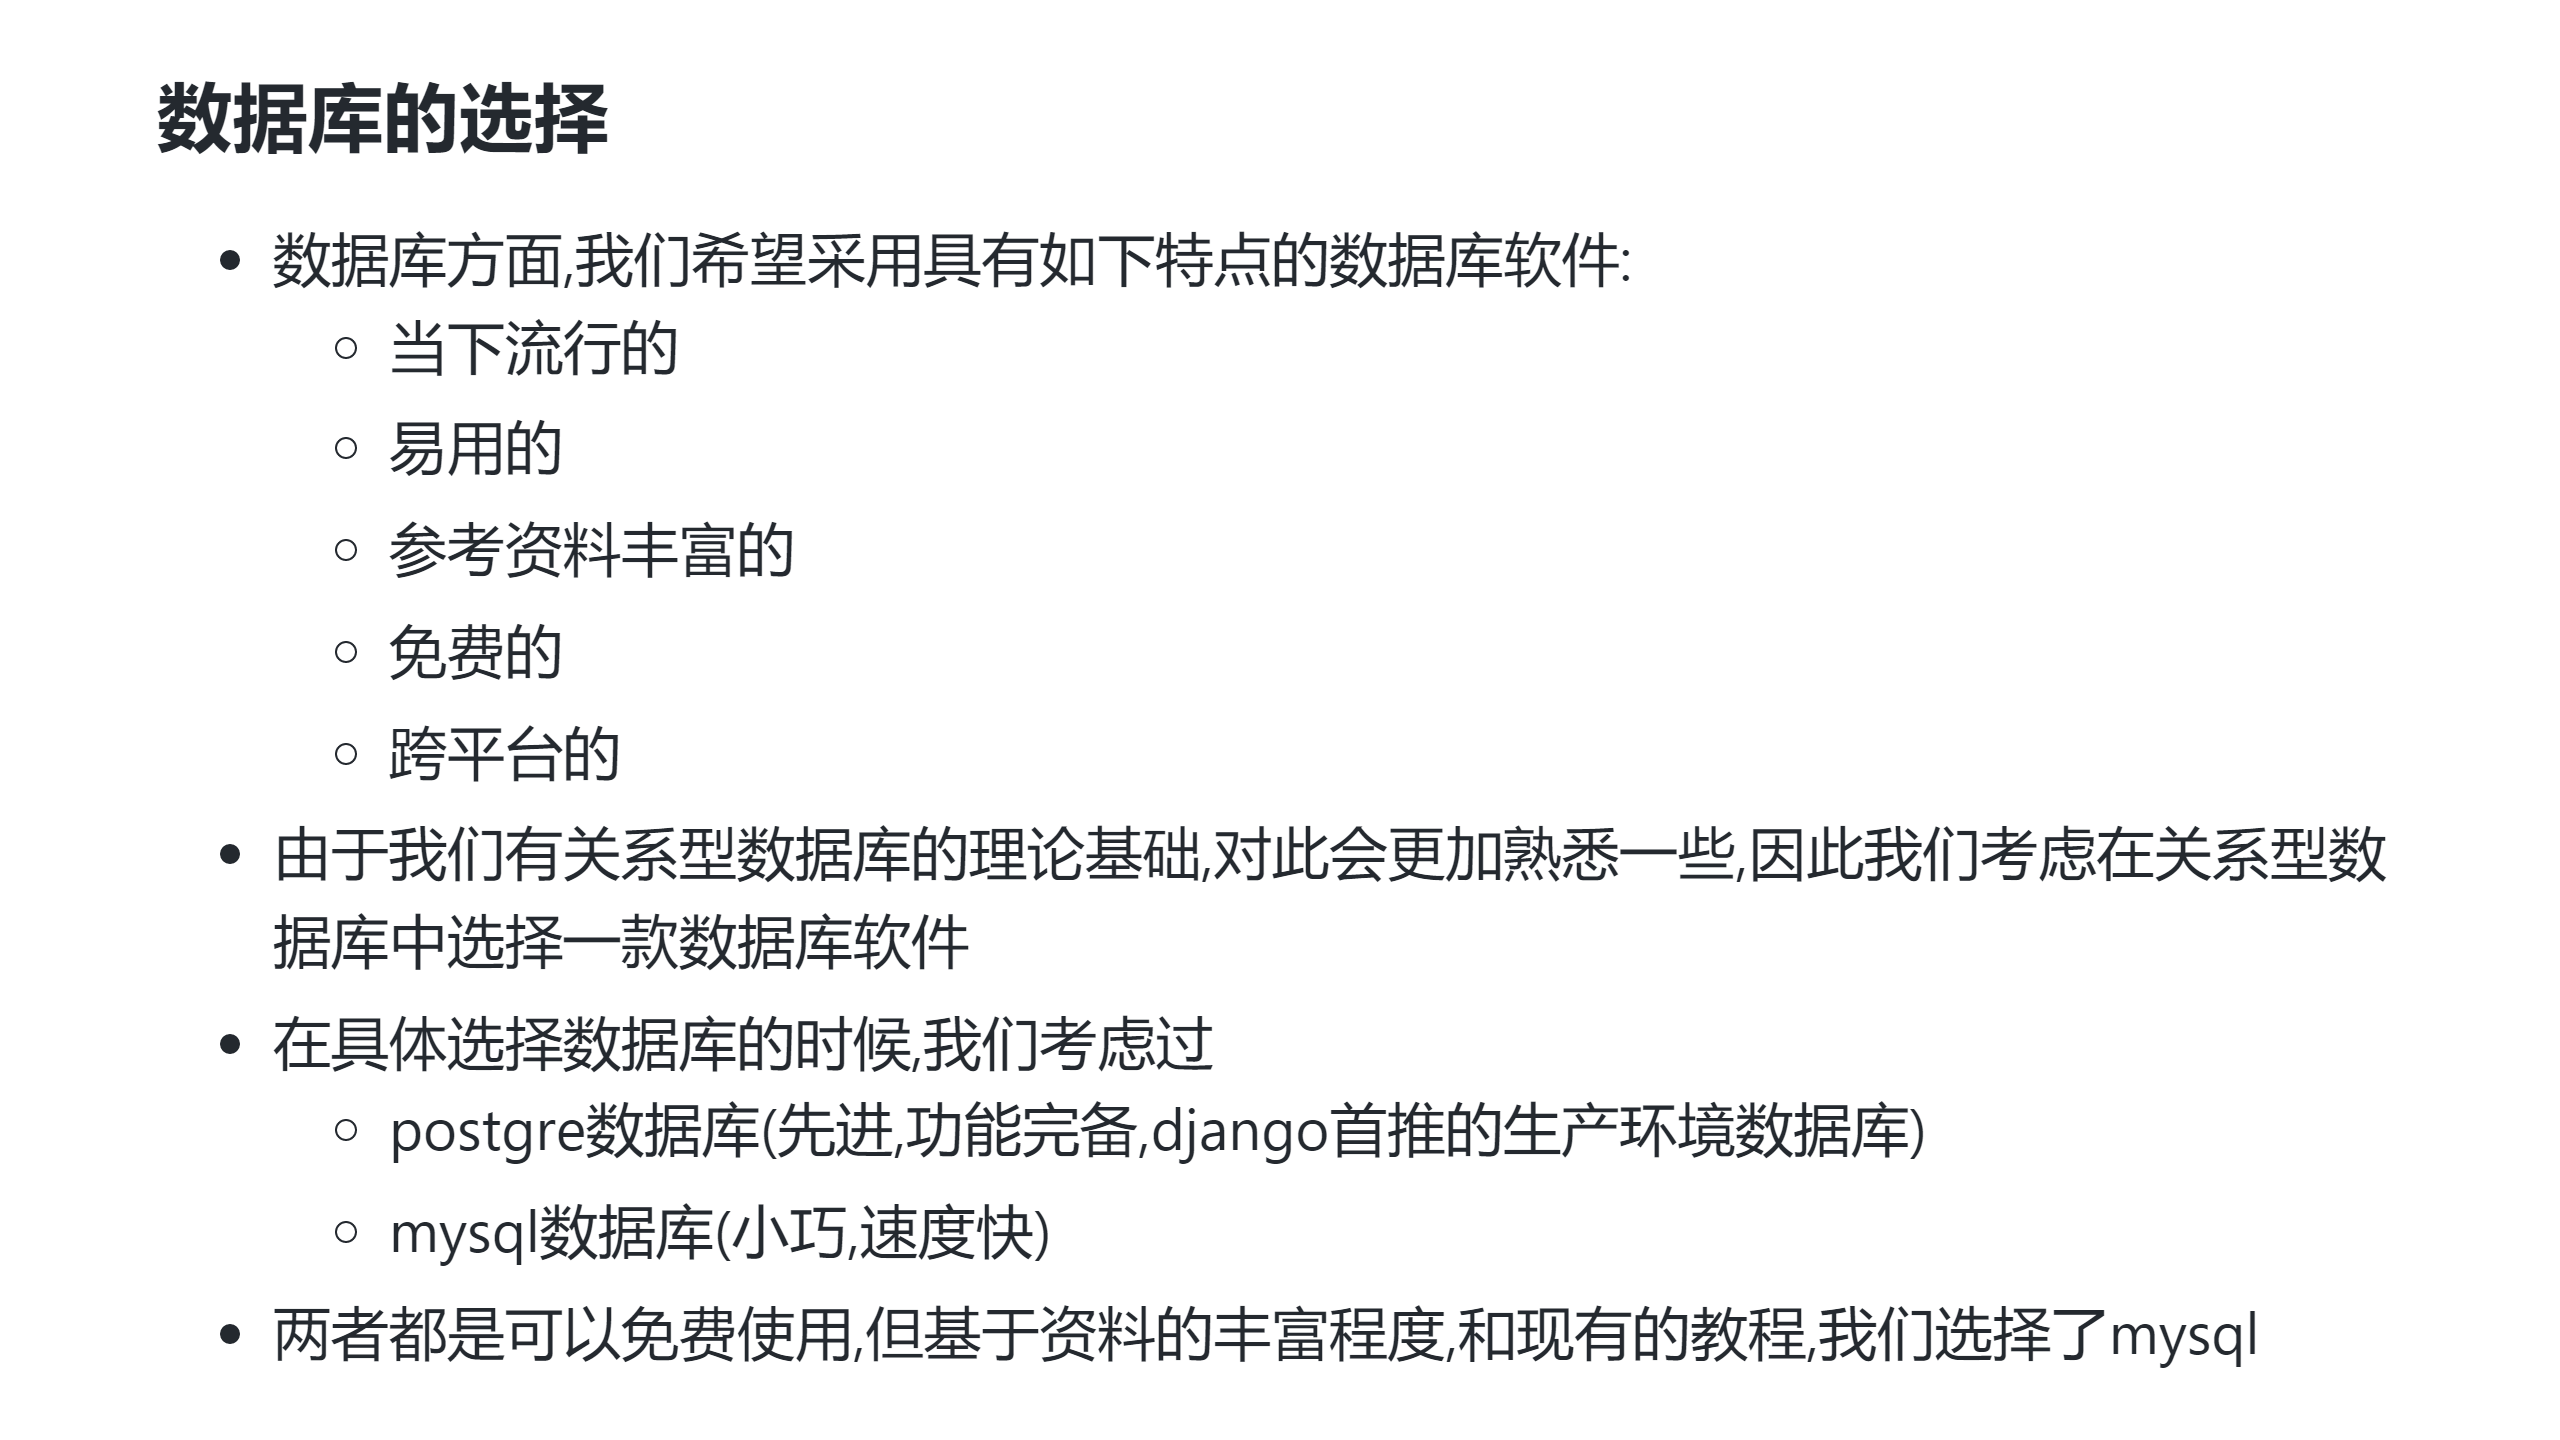 数据库的选择
数据库方面,我们希望采用具有如下特点的数据库软件:
当下流行的
易用的
参考资料丰富的
免费的
跨平台的
由于我们有关系型数据库的理论基础,对此会更加熟悉一些,因此我们考虑在关系型数
据库中选择一款数据库软件
在具体选择数据库的时候,我们考虑过
postgre数据库(先进,功能完备,django首推的生产环境数据库)
mysql数据库(小巧,速度快)
两者都是可以免费使用,但基于资料的丰富程度,和现有的教程,我们选择了mysql